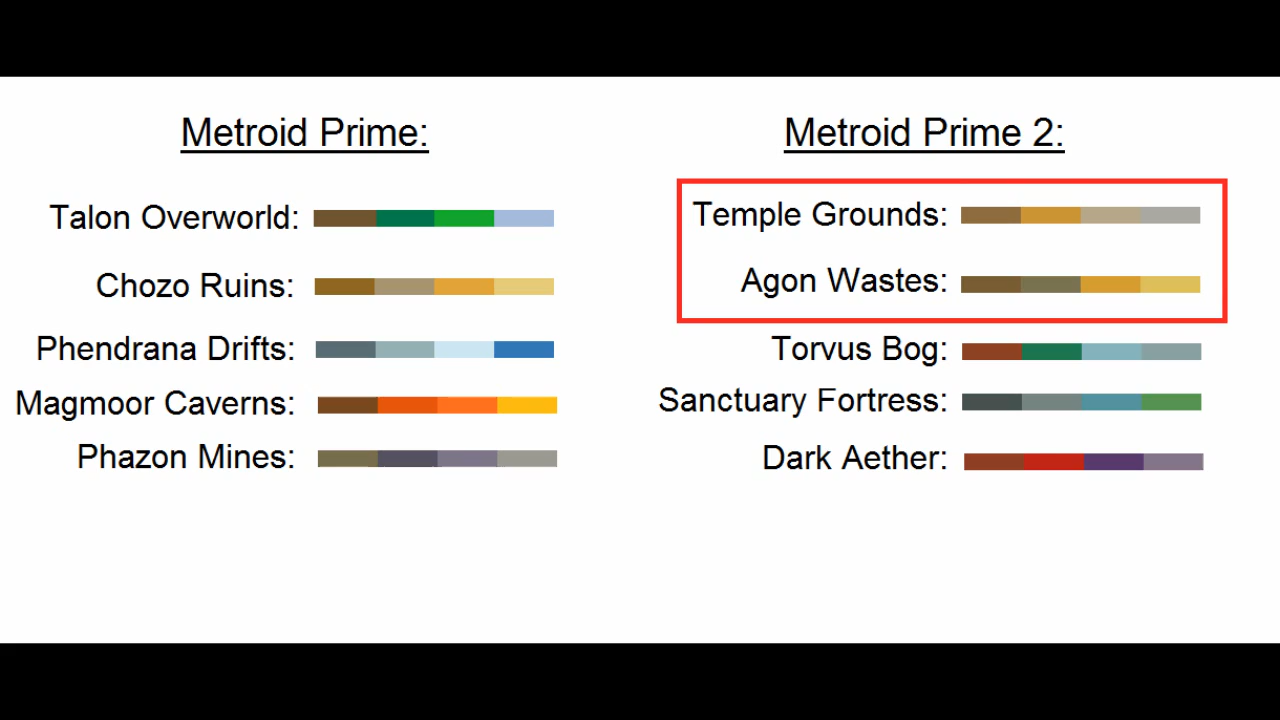 Metroid Prime:
Talon Overworld:
Chozo Ruins:
Phendrana Drifts:
Magmoor Caverns:
Phazon Mines:
Metroid Prime 2:
Temple Grounds:
Agon Wastes:
Torvus Bog:
Sanctuary Fortress:
Dark Aether: